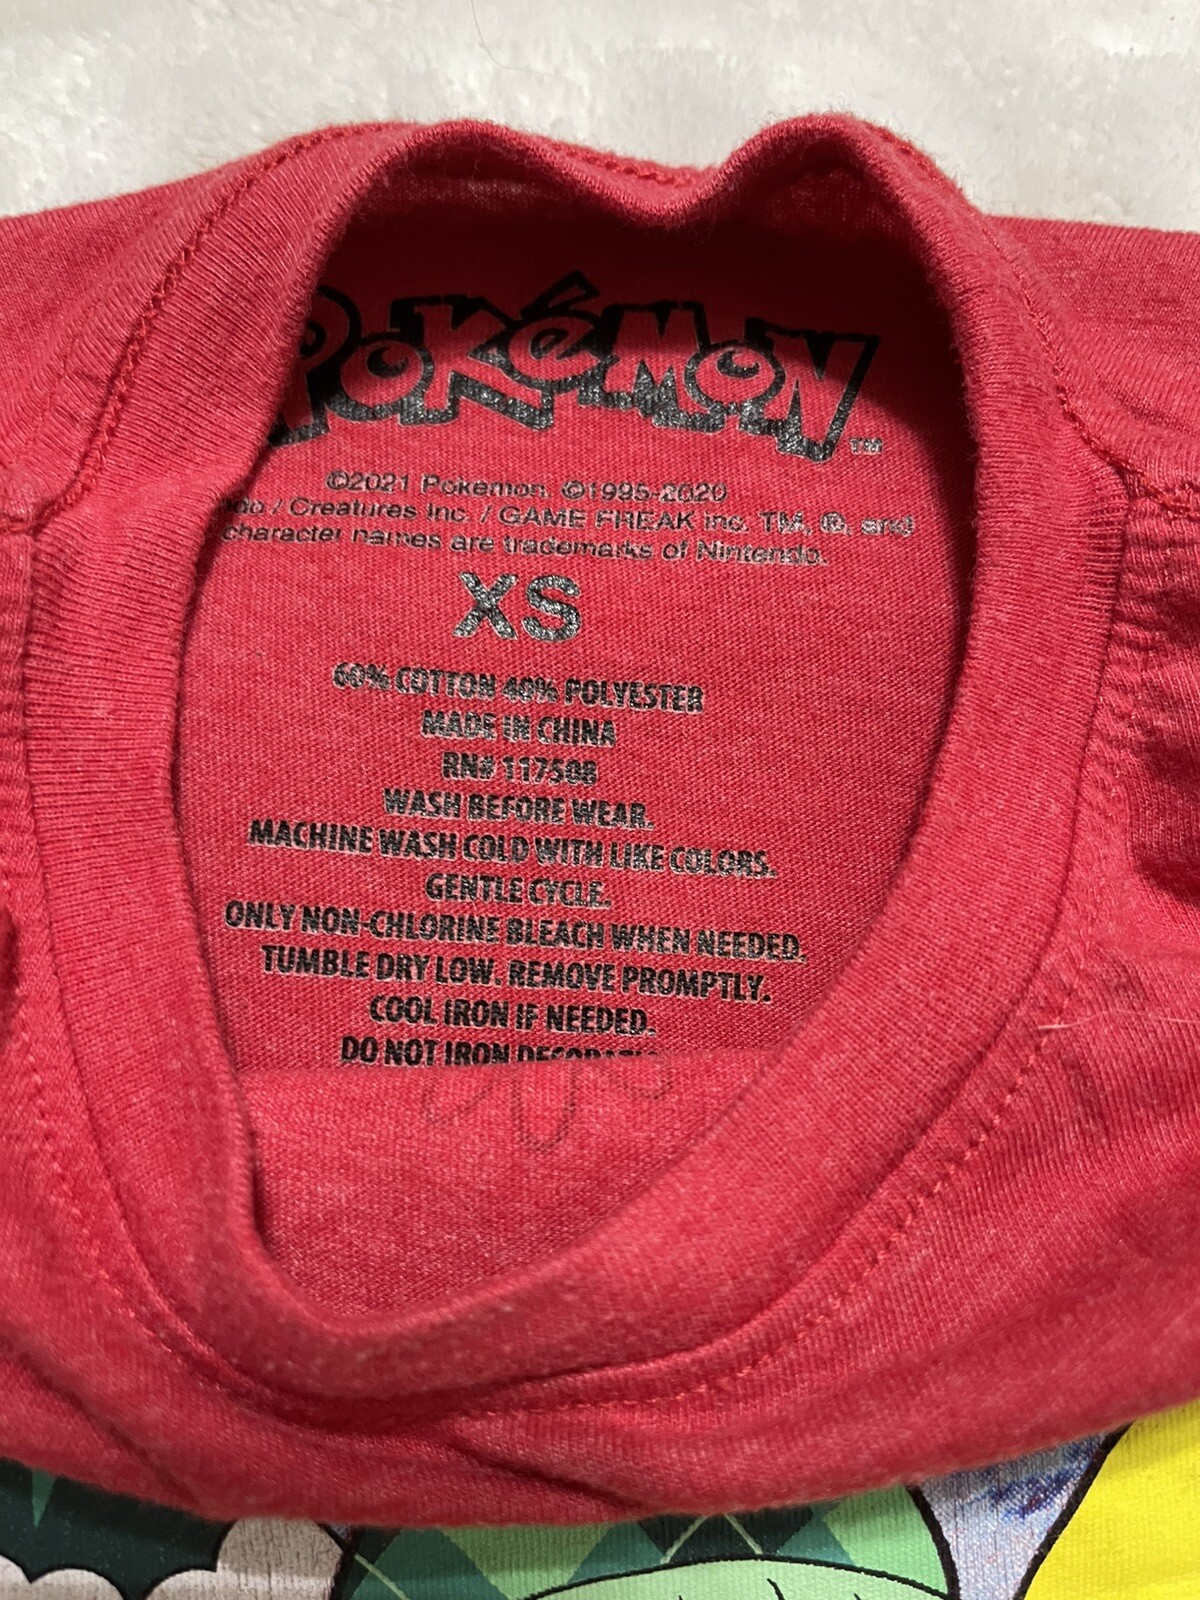 Pokémon
TM
©2021 Pokémon. ©1995-2020
/ Creatures Inc. / GAME FREAK inc. TM, ®, and
character names are trademarks of Nintendo.
XS
60% COTTON 40% POLYESTER
MADE IN CHINA
RN# 117508
WASH BEFORE WEAR.
MACHINE WASH COLD WITH LIKE COLORS.
GENTLE CYCLE.
ONLY NON-CHLORINE BLEACH WHEN NEEDED.
TUMBLE DRY LOW. REMOVE PROMPTLY.
COOL IRON IF NEEDED.
DO NOT IRON